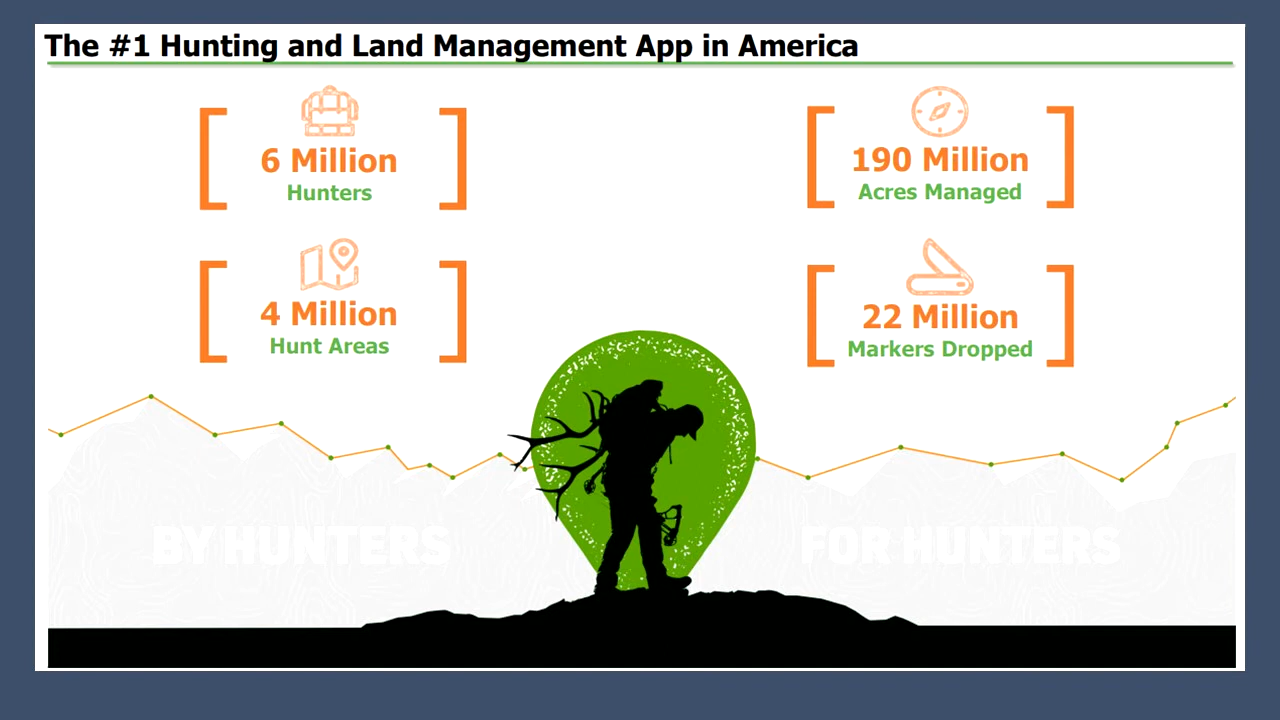 The #1 Hunting and Land Management App in America
6 Million
Hunters
190 Million
Acres Managed
4 Million
Hunt Areas
22 Million
Markers Dropped
BY HUNTERS
FOR HUNTERS